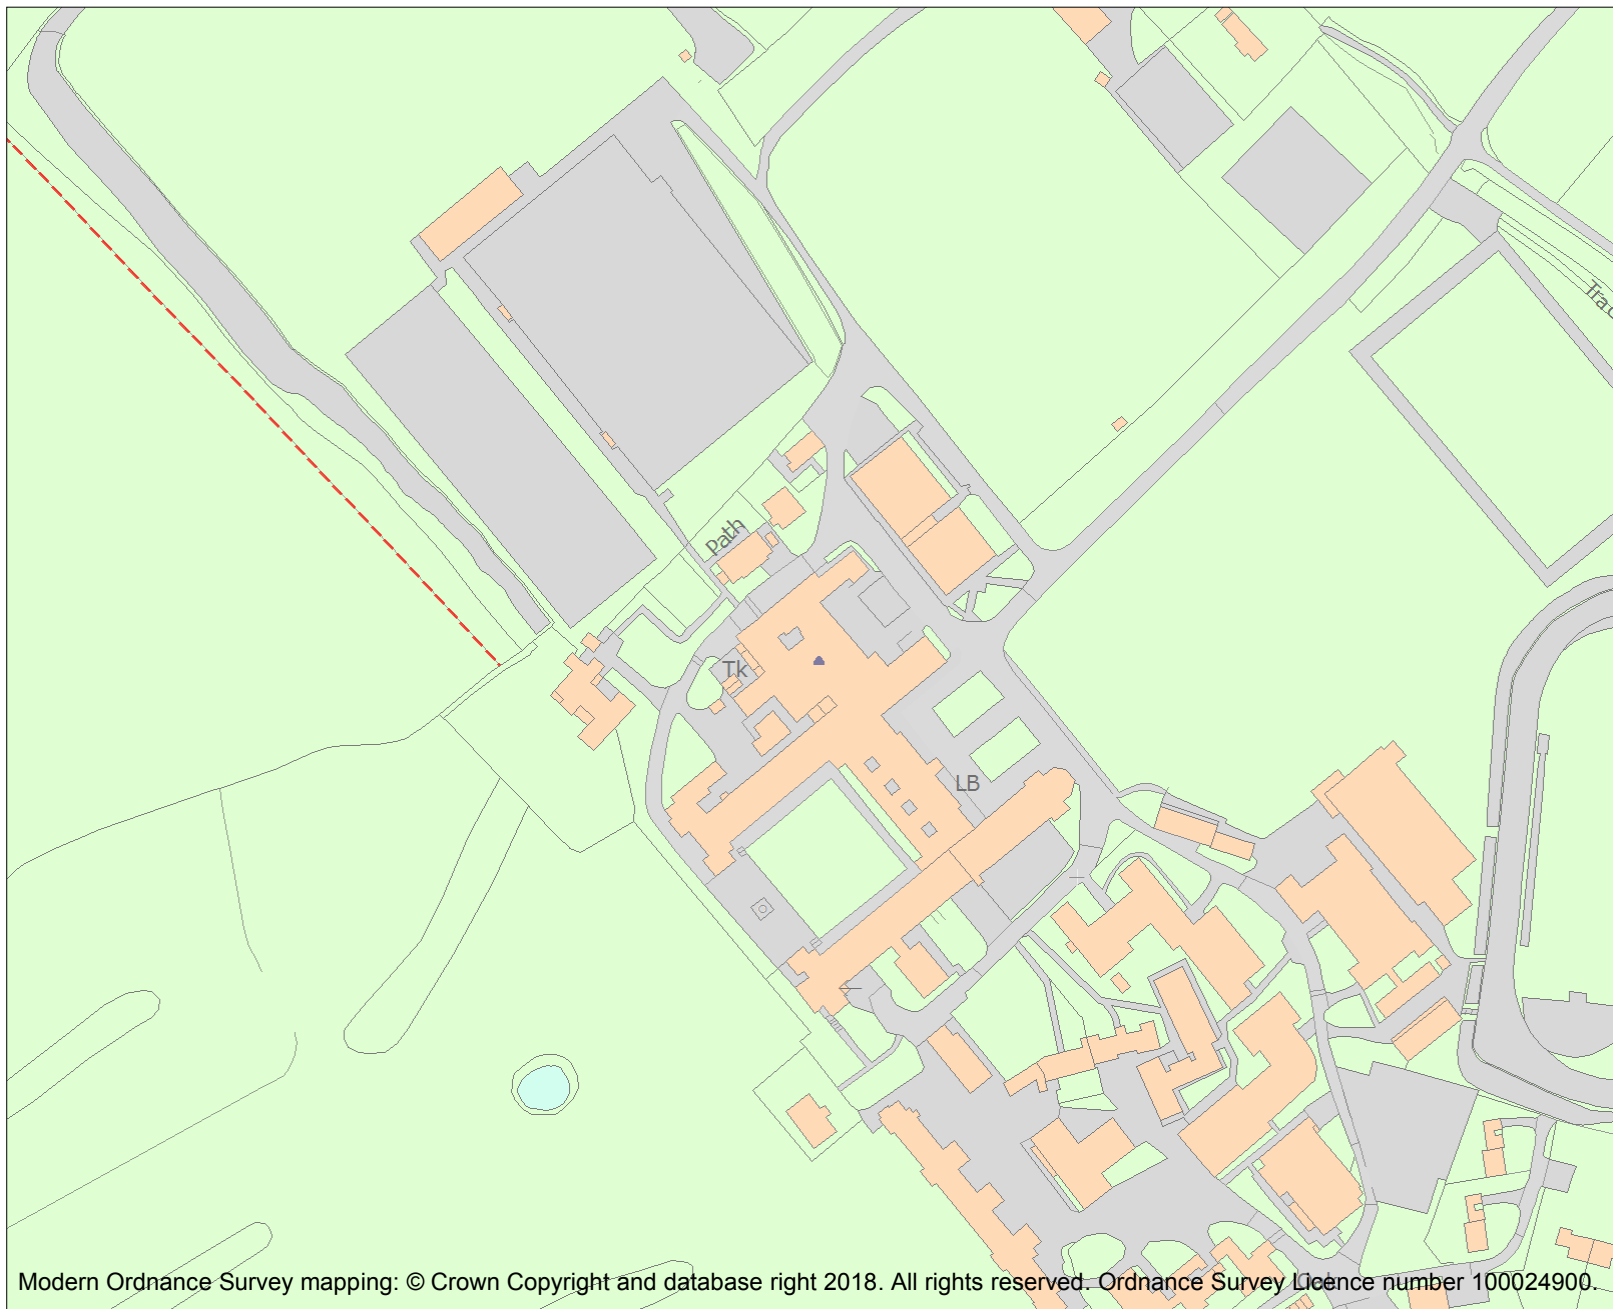 Trac
Path
Tk
LB
Modern Ordnance Survey mapping: © Crown Copyright and database right 2018. All rights reserved. Ordnance Survey Licence number 100024900.